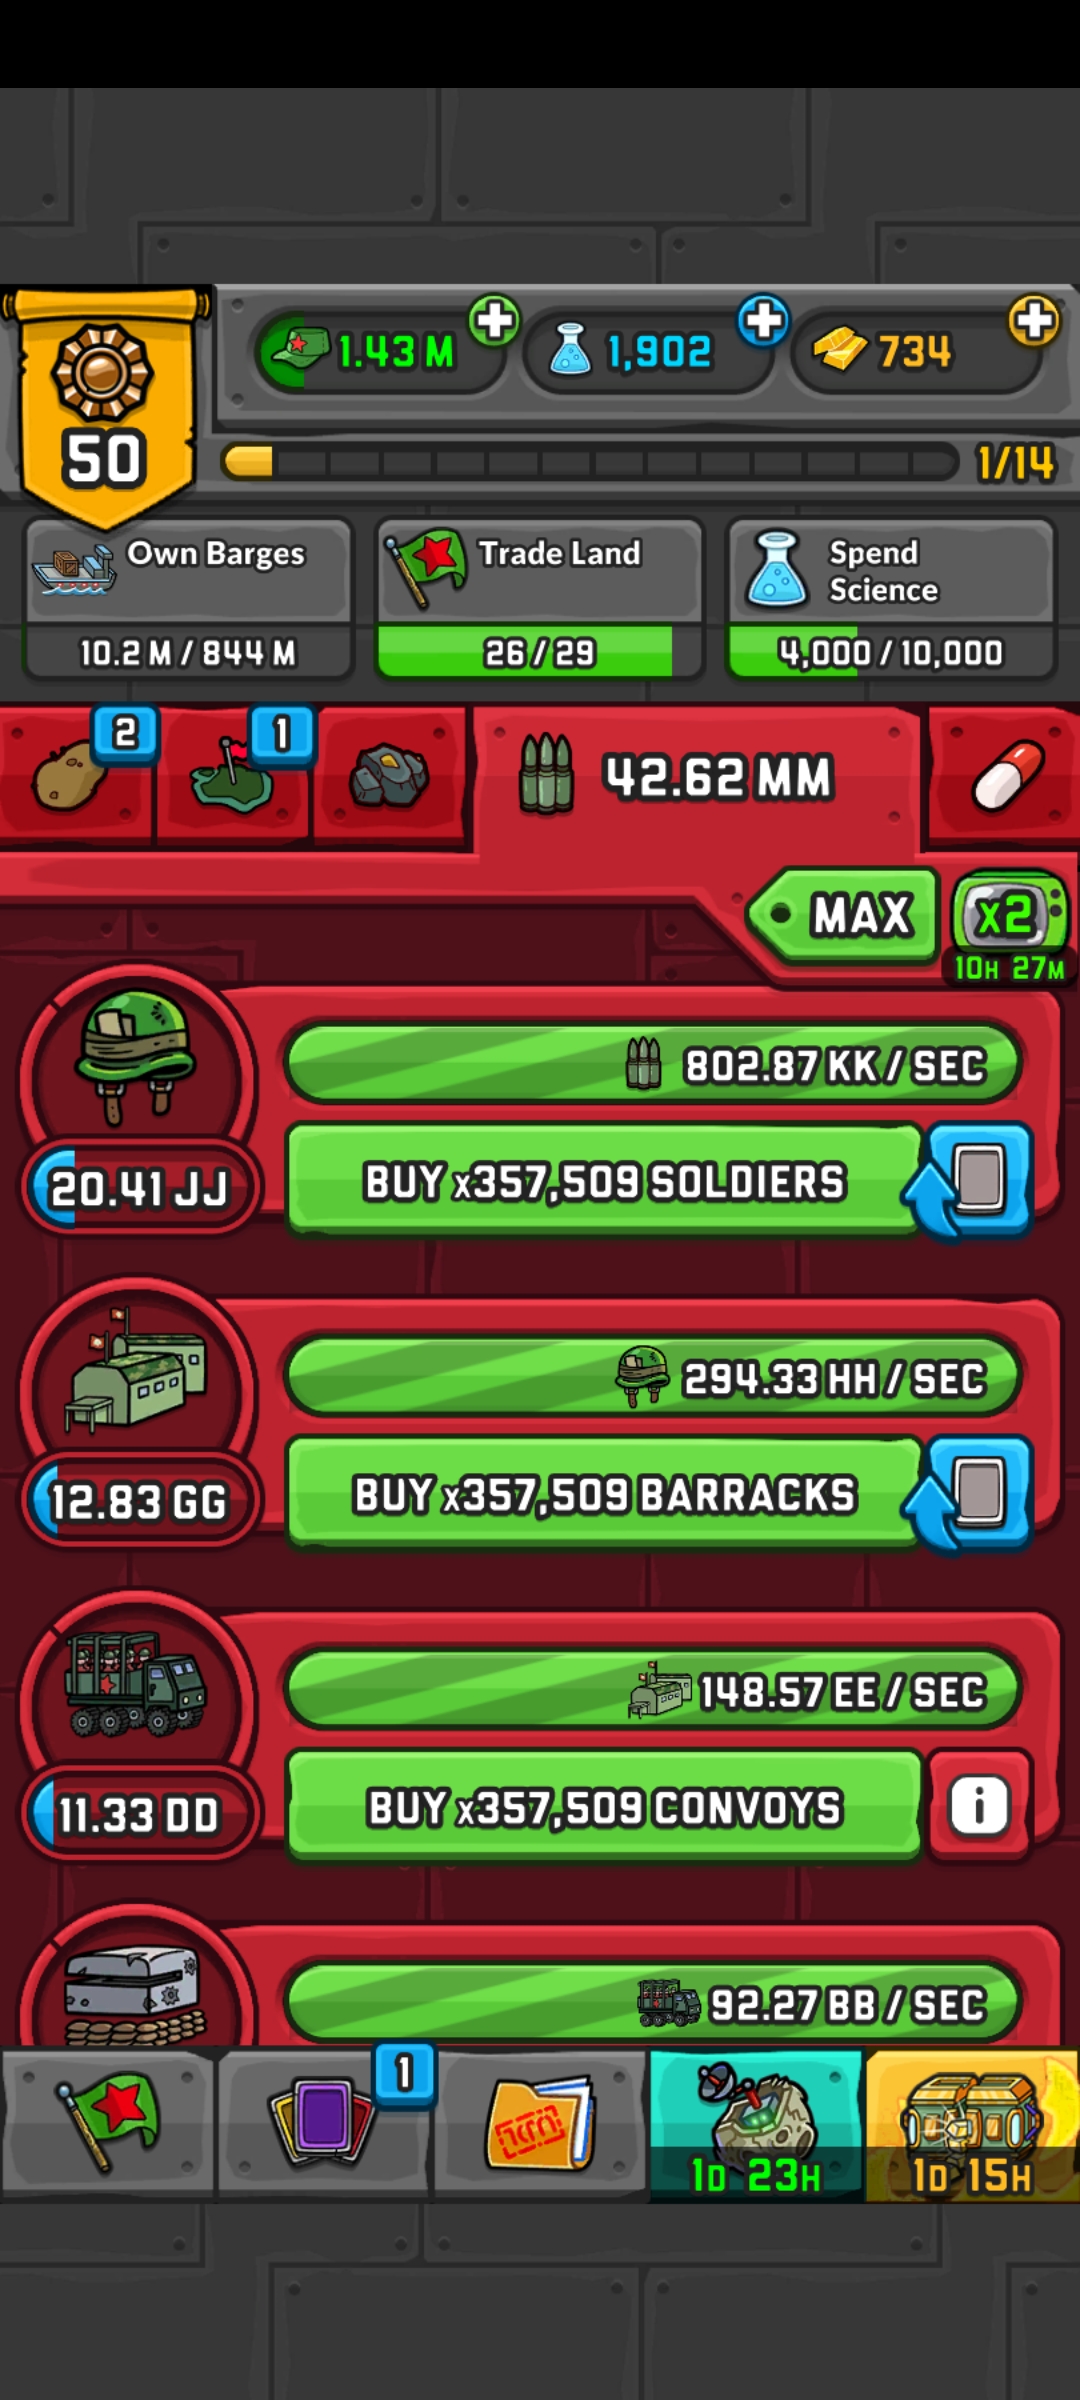 1.43 M
1,902
734
50
1/14
Own Barges
10.2 M / 844 M
Trade Land
26 / 29
Spend
Science
4,000 / 10,000
2
1
42.62 MM
MAX
x2
10H 27M
802.87 KK / SEC
20.41 JJ
BUY x357,509 SOLDIERS
294.33 HH / SEC
12.83 GG
BUY x357,509 BARRACKS
148.57 EE / SEC
11.33 DD
BUY x357,509 CONVOYS
i
92.27 BB / SEC
1
1D 23H
1D 15H